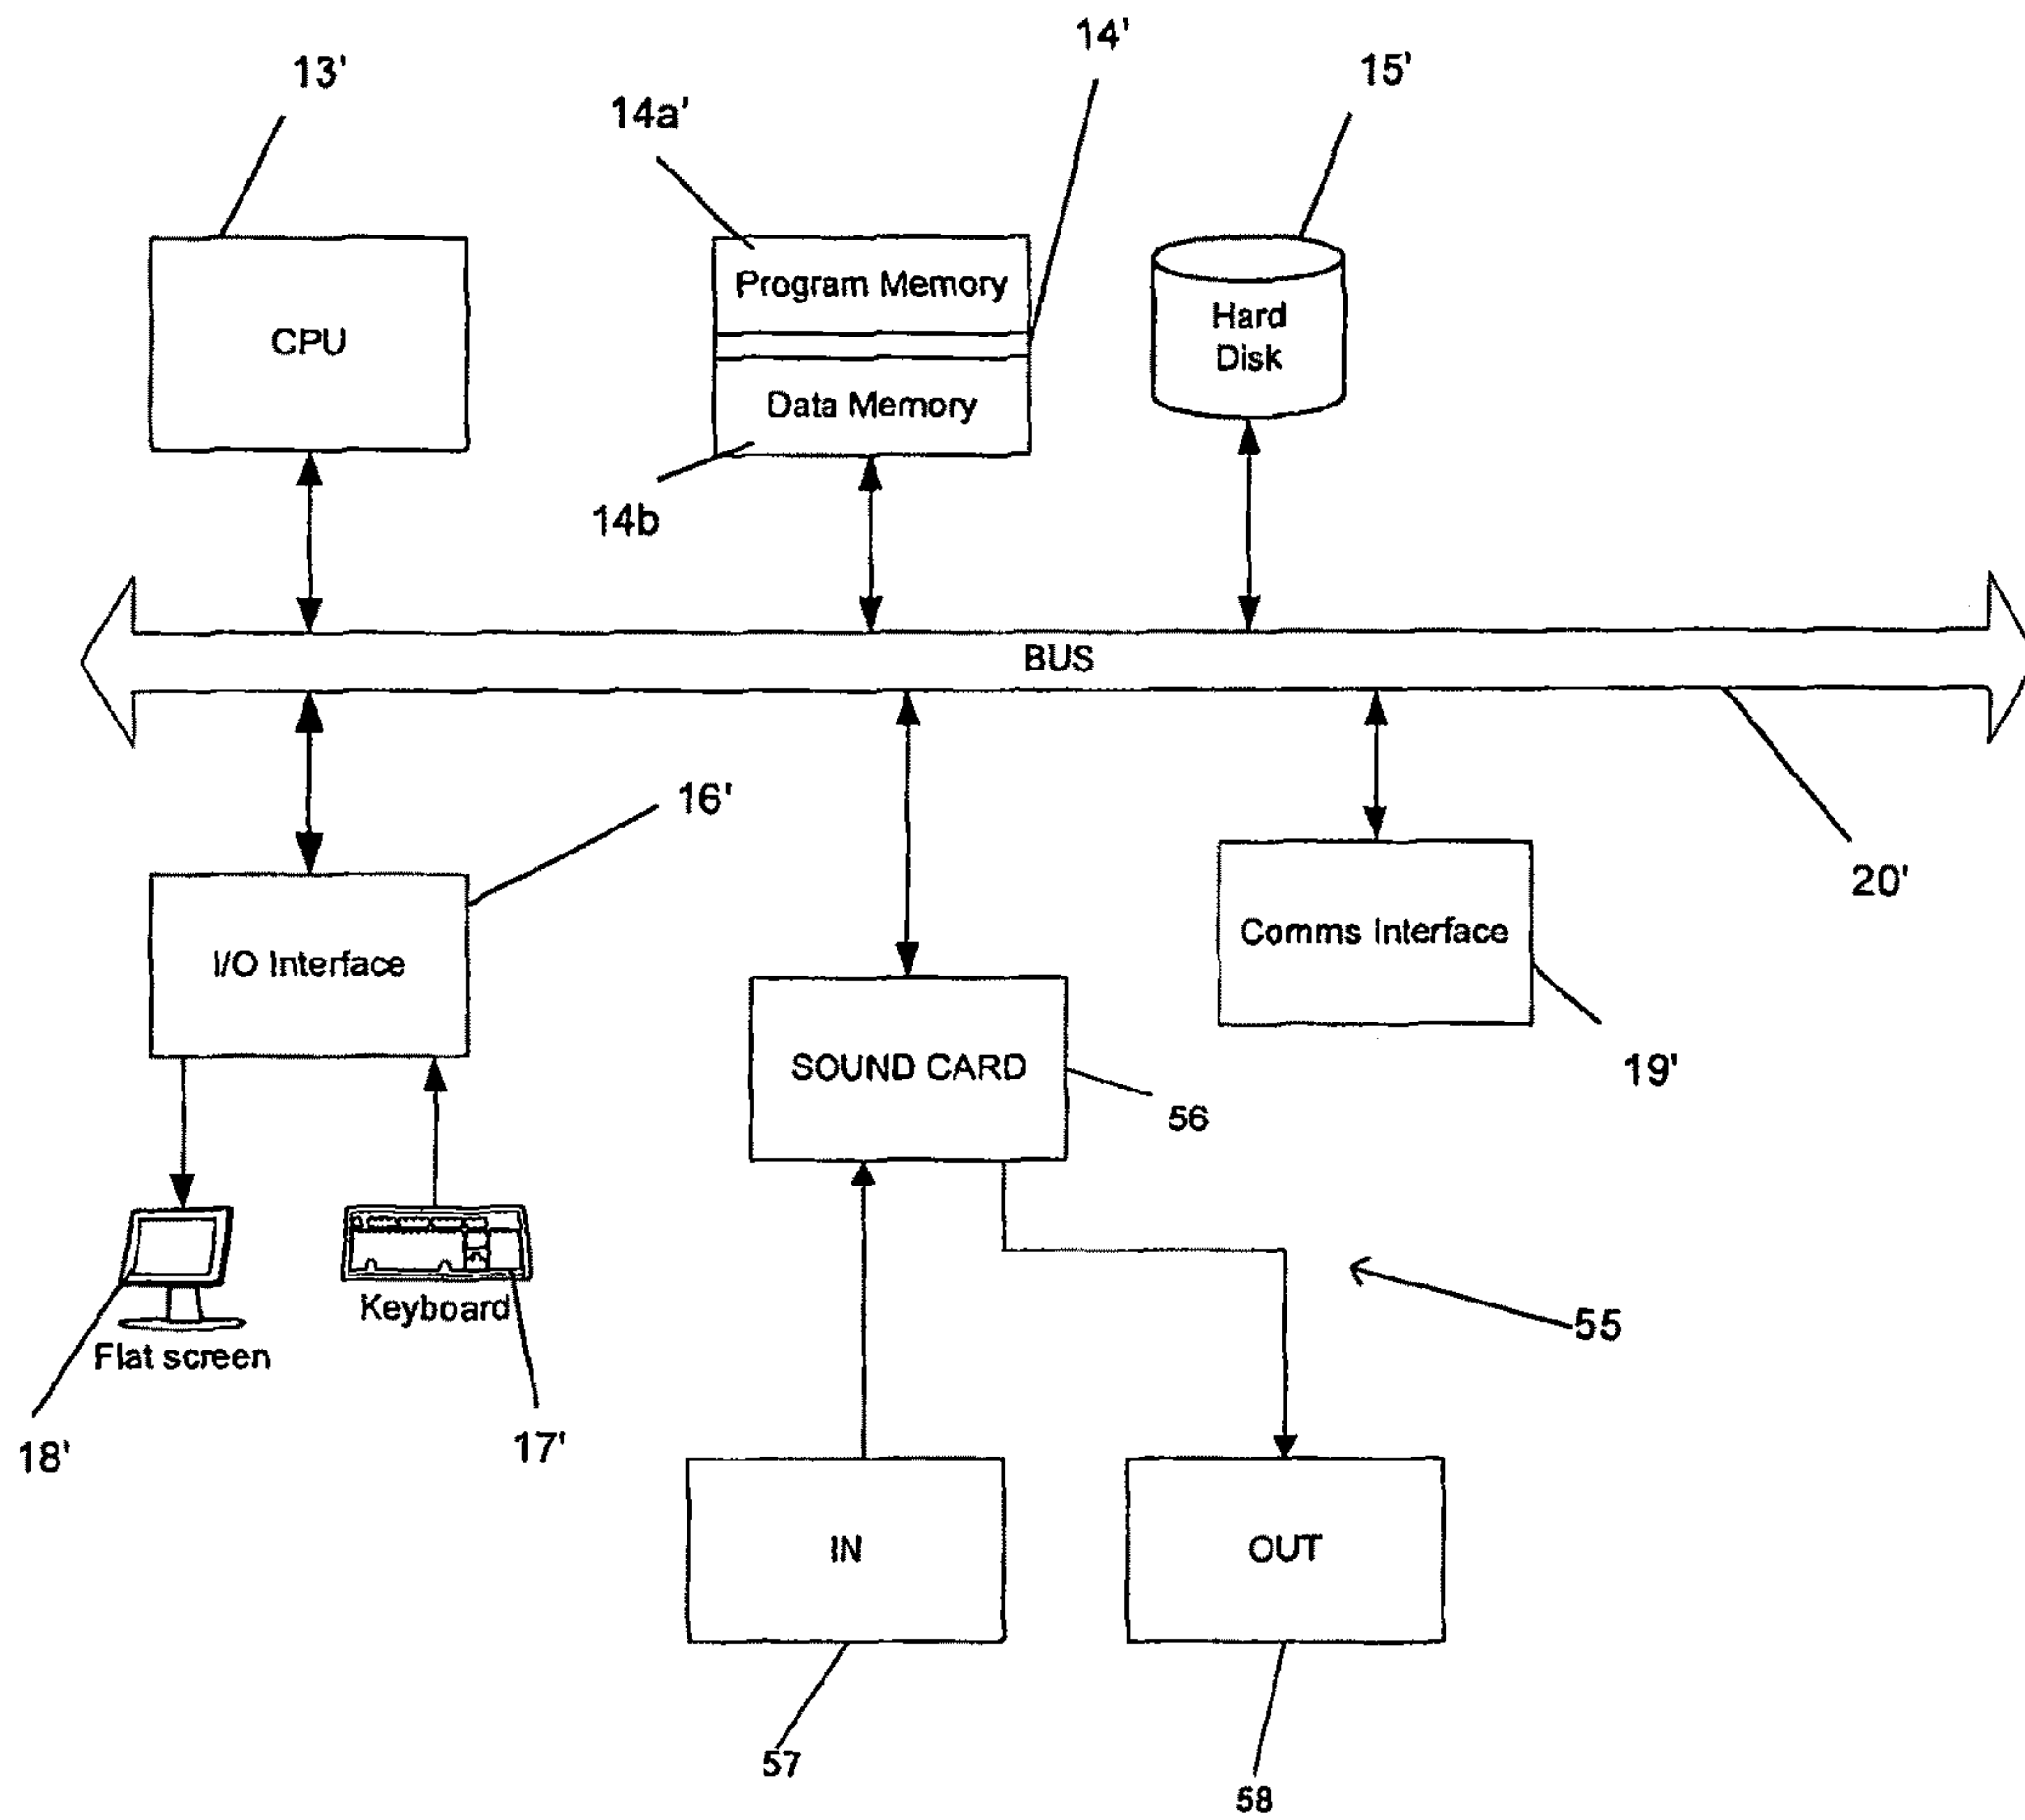 13'
14a'
14'
15'
CPU
Program Memory
Data Memory
Hard
Disk
14b
BUS
16'
20'
I/O Interface
Comms Interface
SOUND CARD
19'
56
Keyboard
Flat screen
55
18'
17'
IN
OUT
57
58